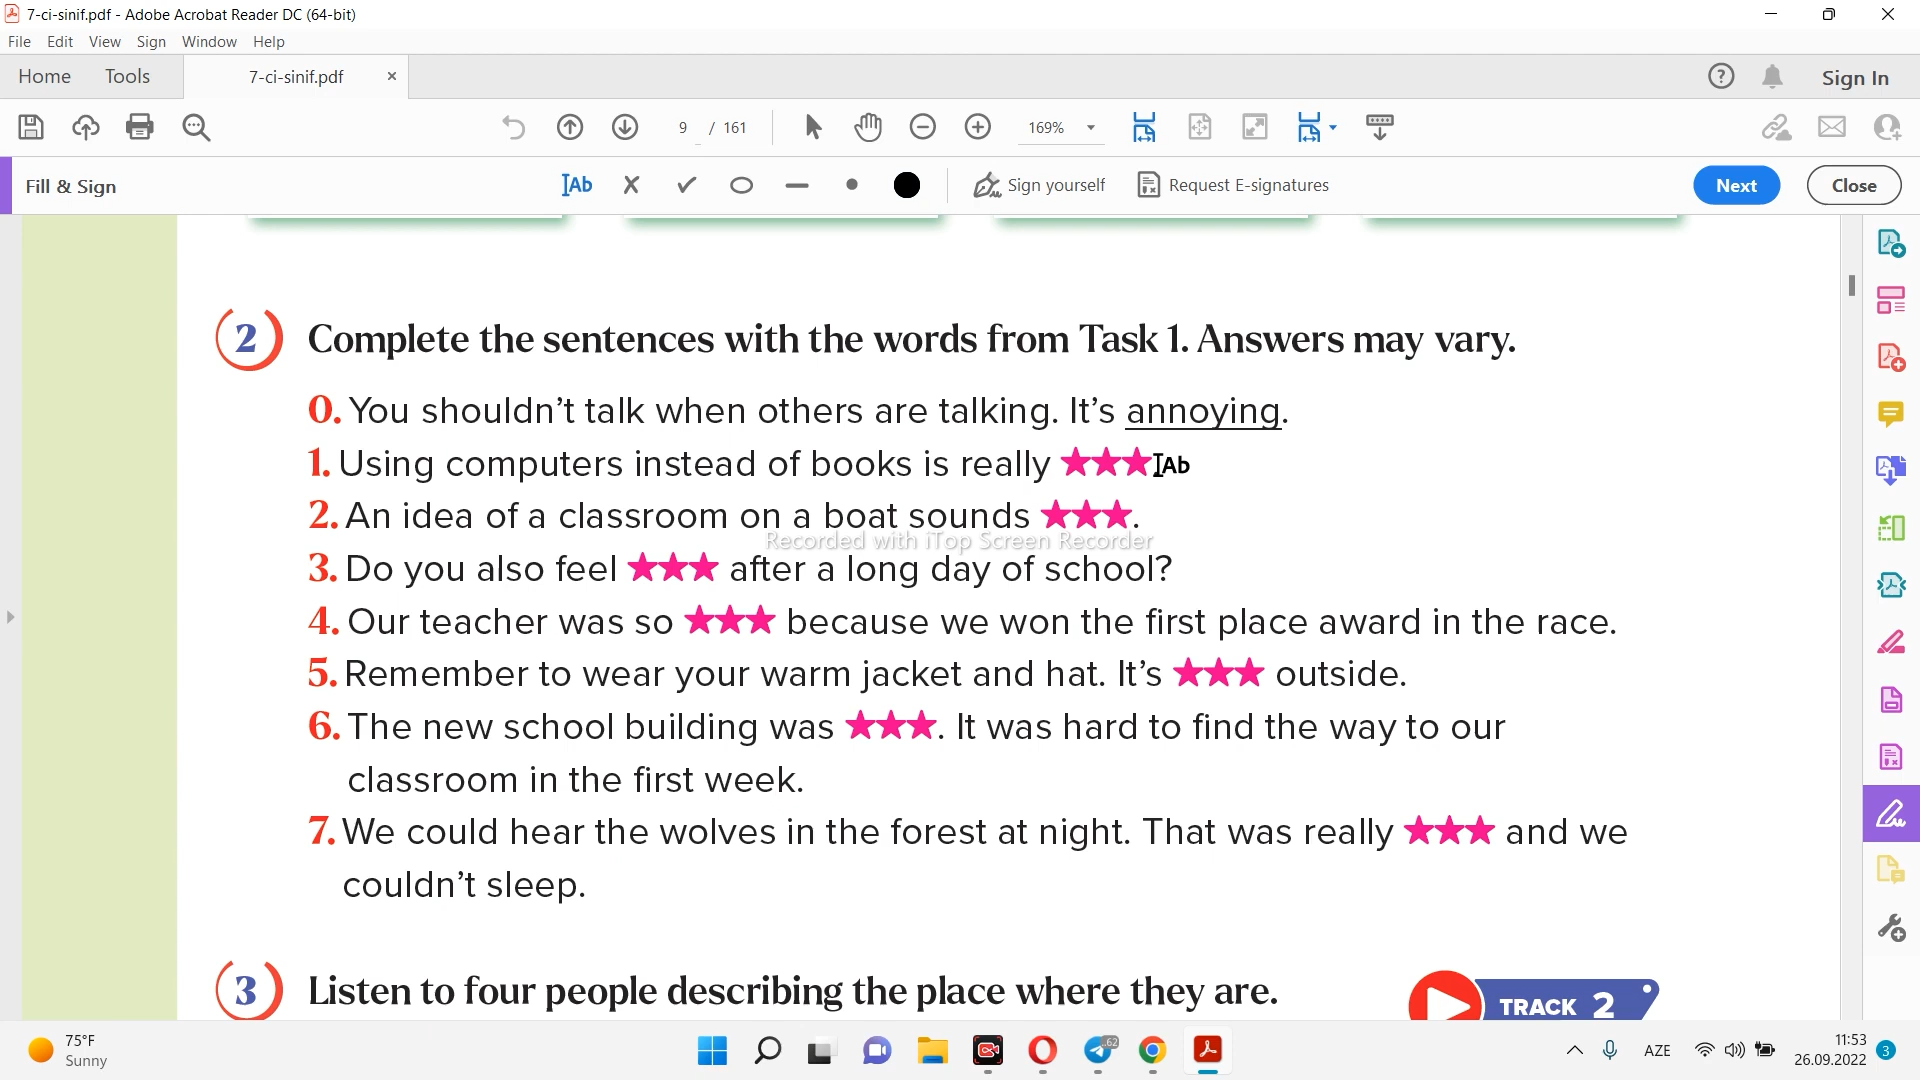 7-ci-sinif.pdf - Adobe Acrobat Reader DC (64-bit)
File Edit View Sign Window Help
Home Tools 7-ci-sinif.pdf × ? Sign In
9 / 161 169%
Fill & Sign Ab Sign yourself Request E-signatures Next Close
2 Complete the sentences with the words from Task 1. Answers may vary.
0. You shouldn't talk when others are talking. It's annoying.
1. Using computers instead of books is really ★★★ Ab
2. An idea of a classroom on a boat sounds ★★★.
Recorded with iTop Screen Recorder
3. Do you also feel ★★★ after a long day of school?
4. Our teacher was so ★★★ because we won the first place award in the race.
5. Remember to wear your warm jacket and hat. It's ★★★ outside.
6. The new school building was ★★★. It was hard to find the way to our
classroom in the first week.
7. We could hear the wolves in the forest at night. That was really ★★★ and we
couldn't sleep.
3 Listen to four people describing the place where they are. TRACK 2
75°F
Sunny
62
AZE
11:53
26.09.2022
3